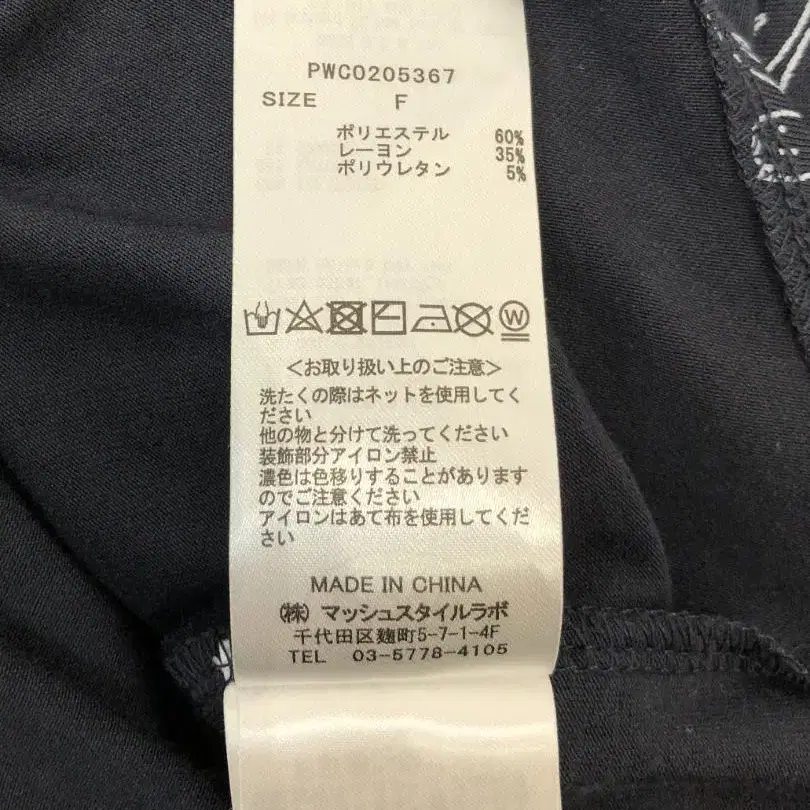 PWC0205367
SIZE F
ポリエステル 60%
レーヨン 35%
ポリウレタン 5%
W
＜お取り扱い上のご注意＞
洗たくの際はネットを使用してく
ださい
他の物と分けて洗ってください
装飾部分アイロン禁止
濃色は色移りすることがあります
のでご注意ください
アイロンはあて布を使用してくだ
さい
MADE IN CHINA
㈱ マッシュスタイルラボ
千代田区麹町5-7-1-4F
TEL 03-5778-4105